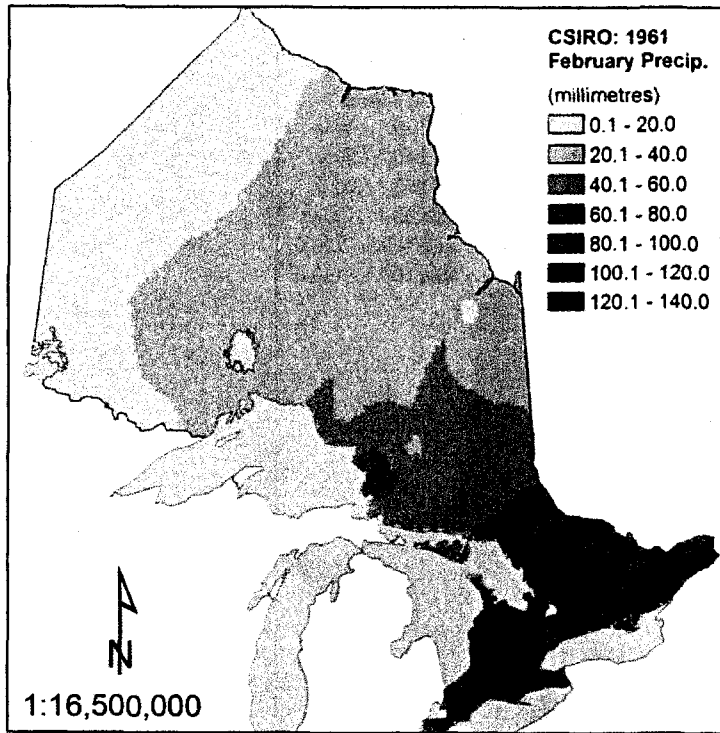 CSIRO: 1961
February Precip.
(millimetres)
0.1 - 20.0
20.1 - 40.0
40.1 - 60.0
60.1 - 80.0
80.1 - 100.0
100.1 - 120.0
120.1 - 140.0
N
1:16,500,000